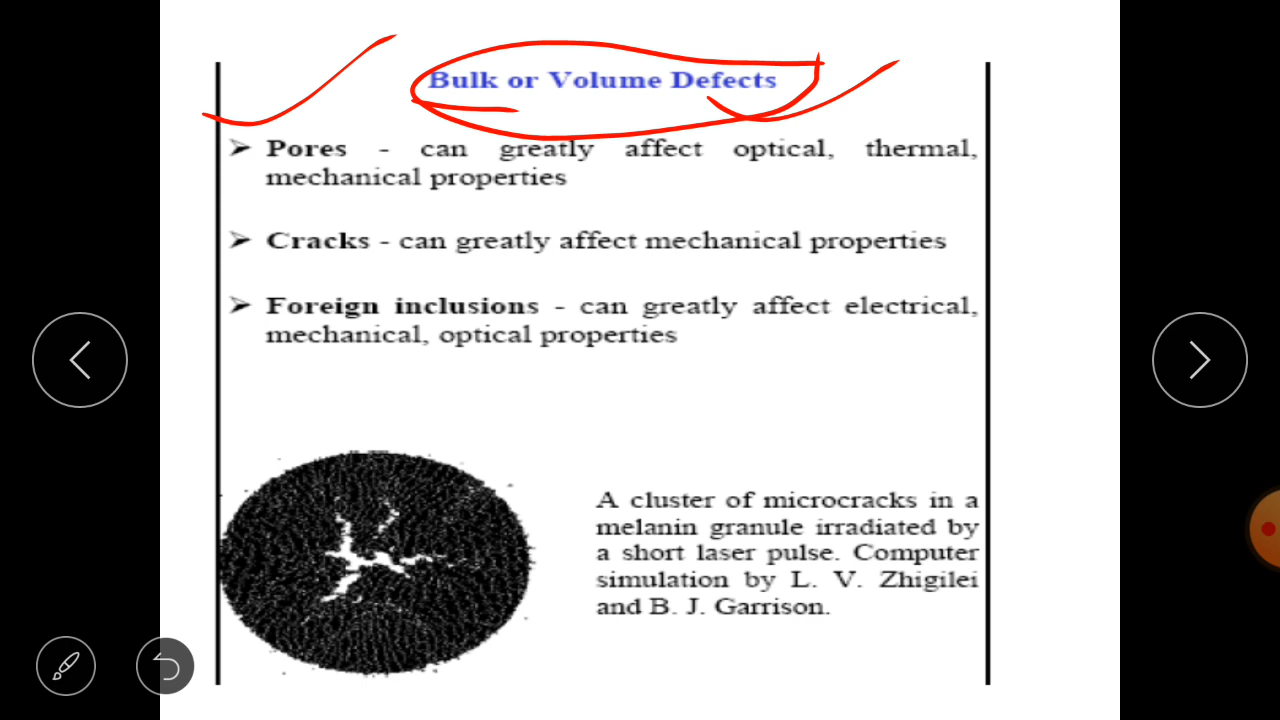 Bulk or Volume Defects
➢ Pores - can greatly affect optical, thermal,
mechanical properties
➢ Cracks - can greatly affect mechanical properties
➢ Foreign inclusions - can greatly affect electrical,
mechanical, optical properties
A cluster of microcracks in a
melanin granule irradiated by
a short laser pulse. Computer
simulation by L. V. Zhigilei
and B. J. Garrison.